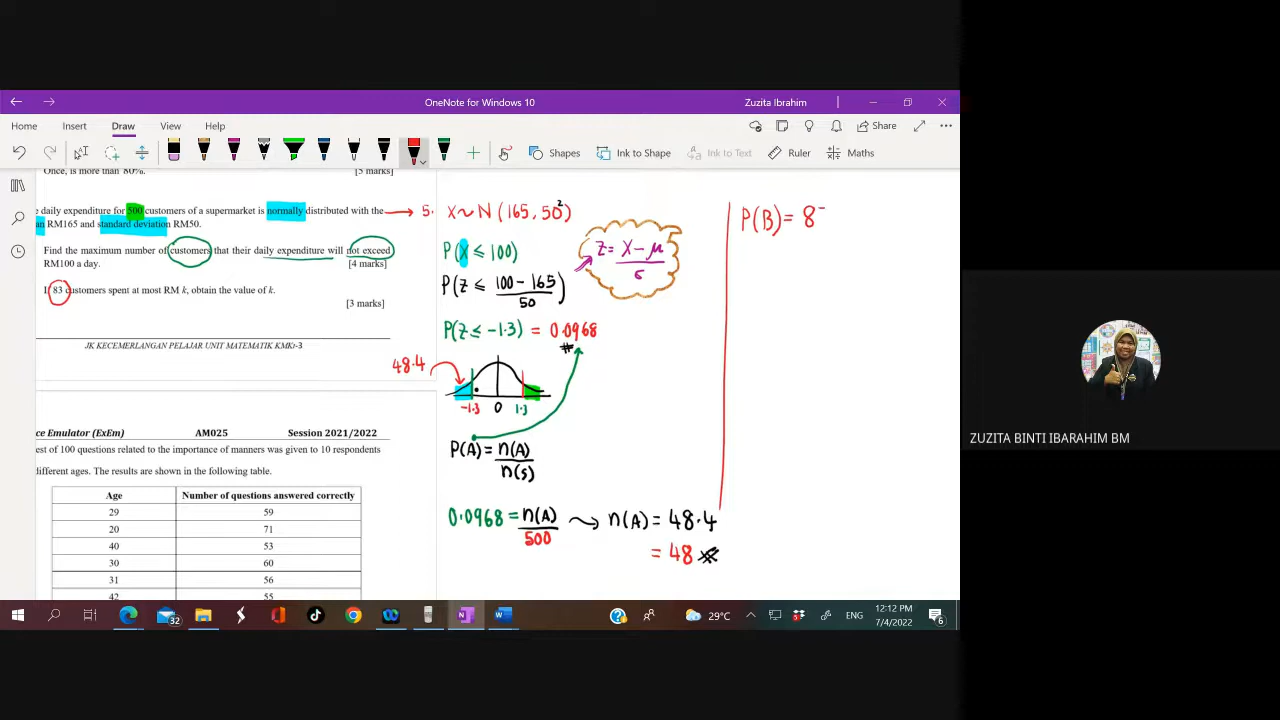 OneNote for Windows 10
Zuzita Ibrahim
Home Insert Draw View Help
Share
Shapes
Ink to Shape
Ink to Text
Ruler
Maths
Once, is more than 80%.
[5 marks]
e daily expenditure for 500 customers of a supermarket is normally distributed with the
an RM165 and standard deviation RM50.
Find the maximum number of customers that their daily expenditure will not exceed
RM100 a day.
[4 marks]
If 83 customers spent at most RM k, obtain the value of k.
[3 marks]
JK KECEMERLANGAN PELAJAR UNIT MATEMATIK KMKt-3
ce Emulator (ExEm) AM025 Session 2021/2022
est of 100 questions related to the importance of manners was given to 10 respondents
different ages. The results are shown in the following table.
Age Number of questions answered correctly
29 59
20 71
40 53
30 60
31 56
42 55
5. X ~ N (165, 50²)
P(X ≤ 100)
P(Z ≤ 100 - 165 / 50)
Z = X - μ / σ
P(Z ≤ -1.3) = 0.0968
48.4
-1.3 0 1.3
P(A) = n(A) / n(S)
0.0968 = n(A) / 500 n(A) = 48.4
= 48
P(B) = 8
ZUZITA BINTI IBARAHIM BM
32
29°C
ENG
12:12 PM
7/4/2022
6